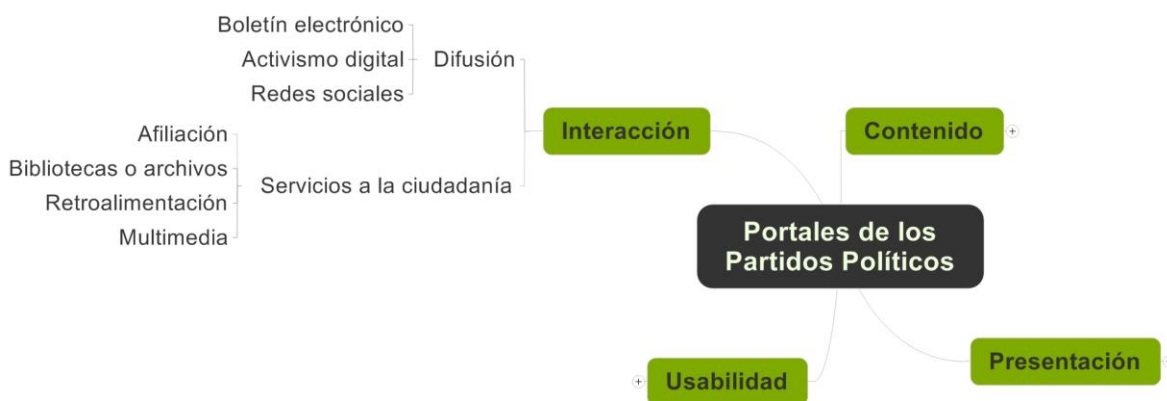 Boletín electrónico
Activismo digital
Redes sociales
Difusión
Afiliación
Bibliotecas o archivos
Retroalimentación
Multimedia
Servicios a la ciudadanía
Interacción
Contenido
Portales de los
Partidos Políticos
Presentación
Usabilidad